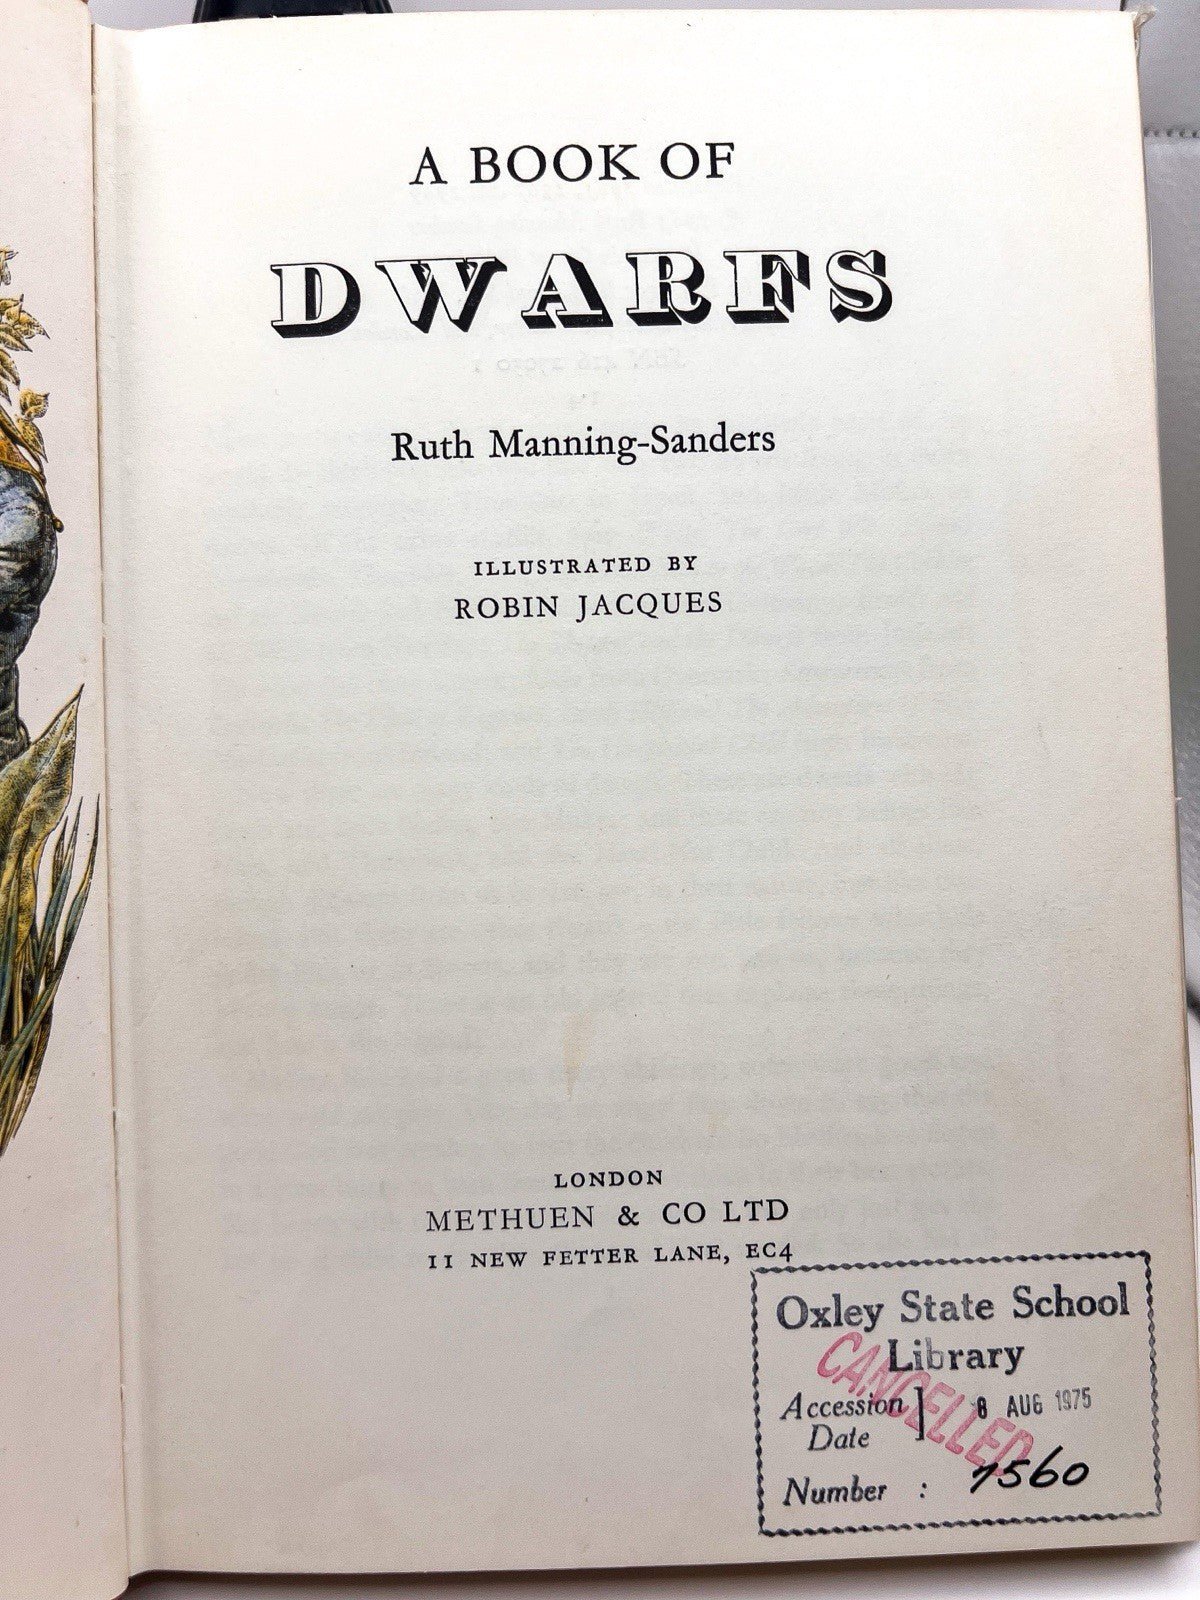 A BOOK OF
DWARFS
Ruth Manning-Sanders
ILLUSTRATED BY
ROBIN JACQUES
LONDON
METHUEN & CO LTD
11 NEW FETTER LANE, EC4
Oxley State School
Library
CANCELLED
Accession 8 AUG 1975
Date
Number : 7560